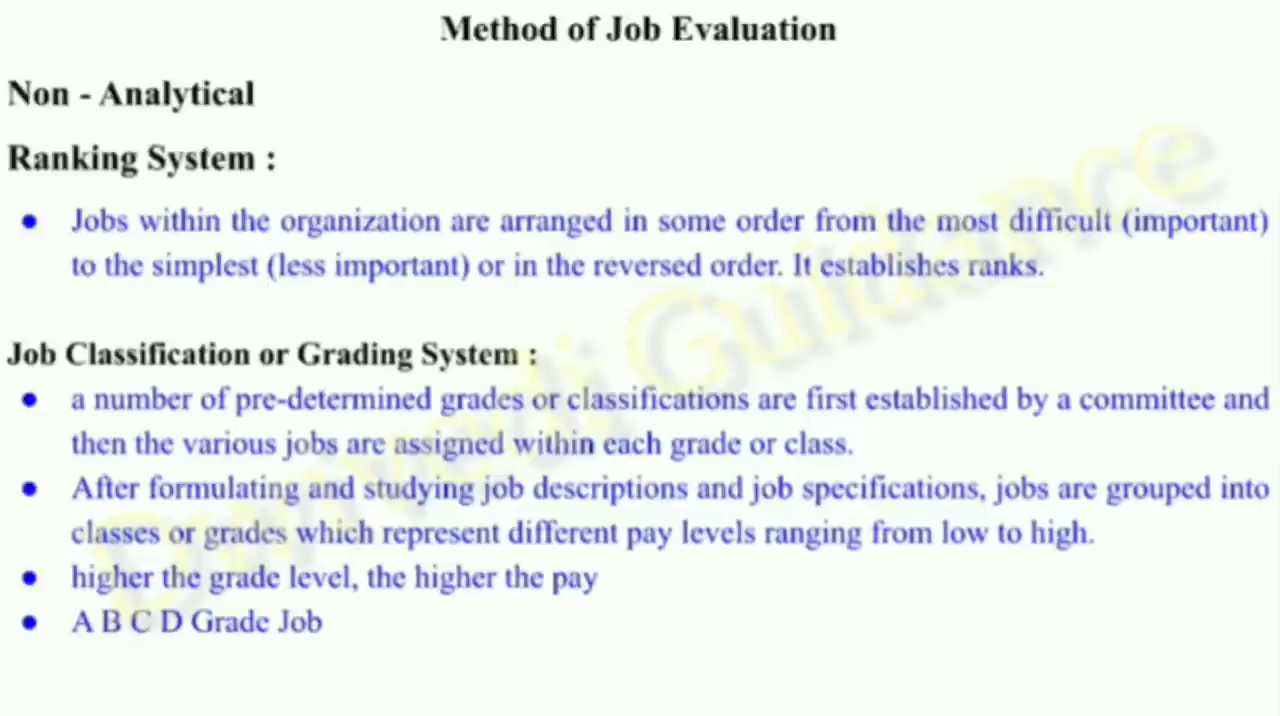 Method of Job Evaluation
Non - Analytical
Ranking System :
● Jobs within the organization are arranged in some order from the most difficult (important)
to the simplest (less important) or in the reversed order. It establishes ranks.
Job Classification or Grading System :
● a number of pre-determined grades or classifications are first established by a committee and
then the various jobs are assigned within each grade or class.
● After formulating and studying job descriptions and job specifications, jobs are grouped into
classes or grades which represent different pay levels ranging from low to high.
● higher the grade level, the higher the pay
● A B C D Grade Job
Dwivedi Guidance